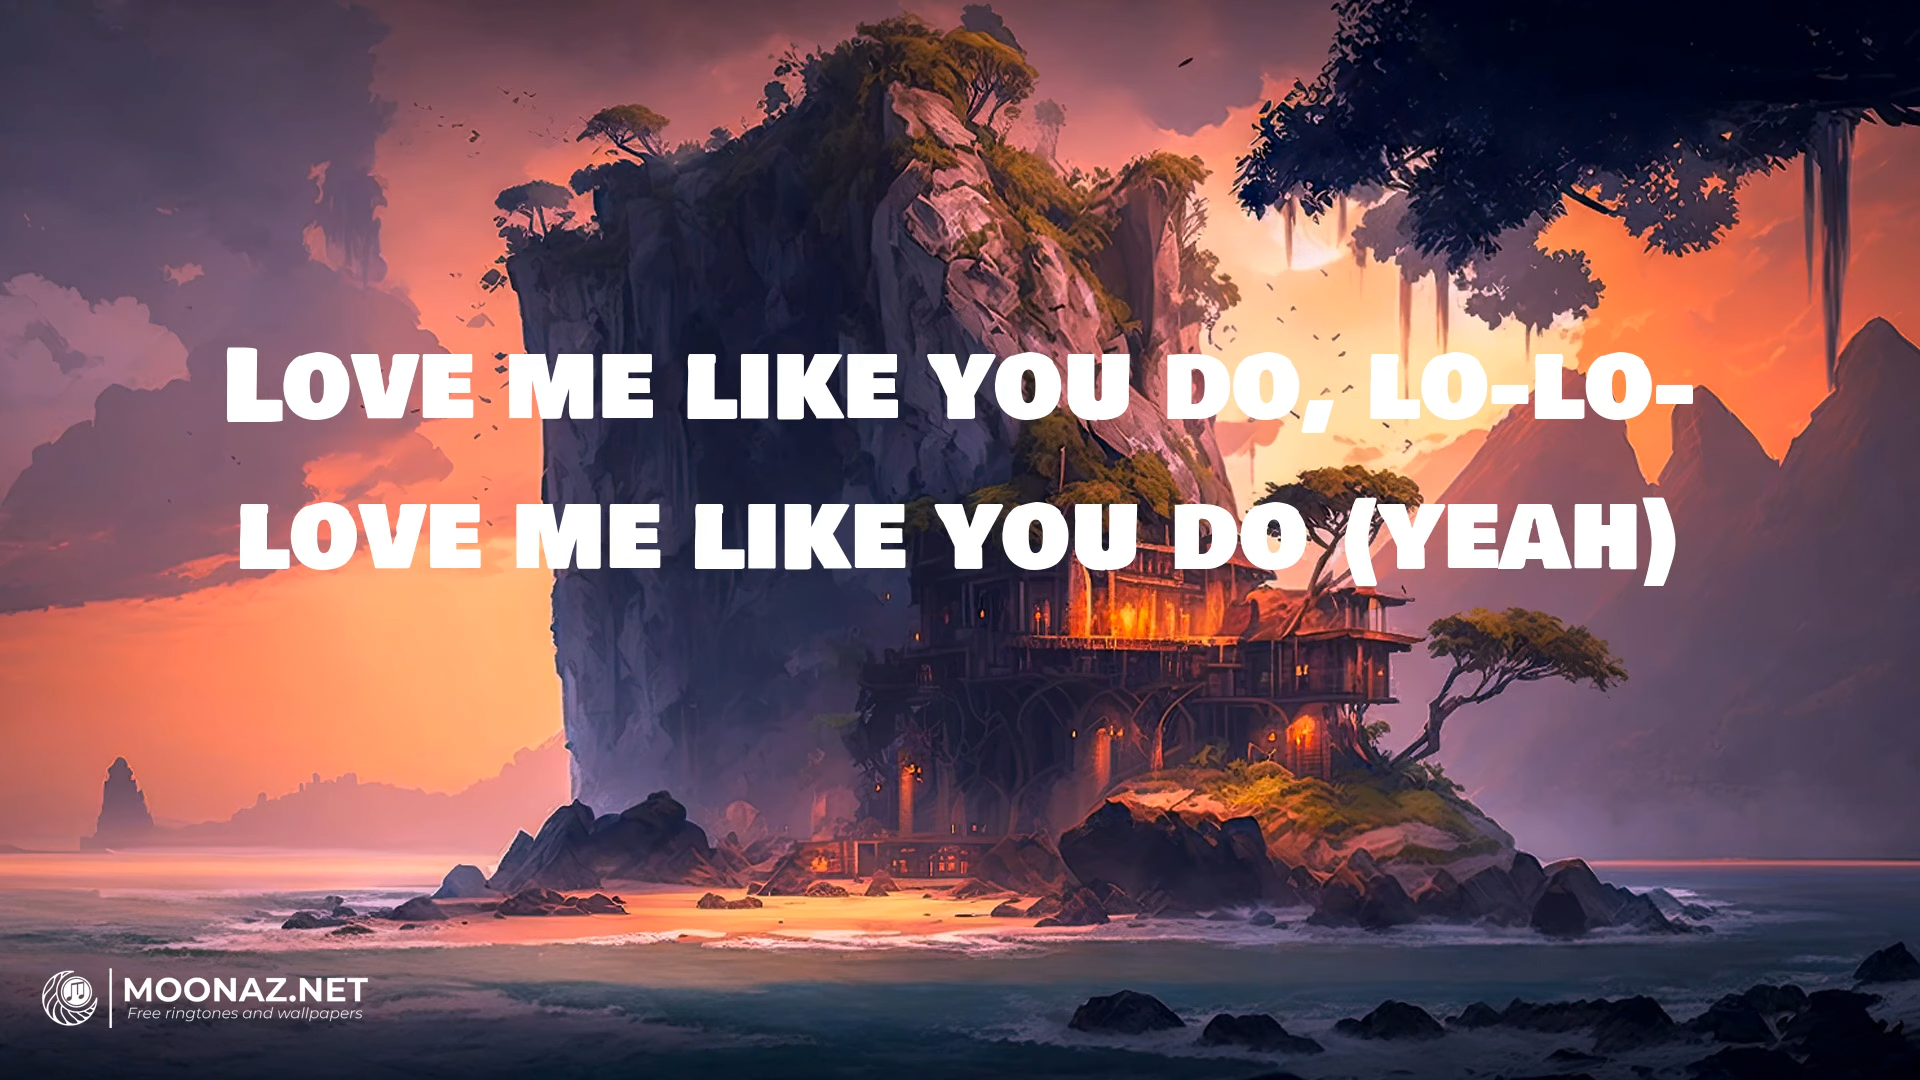 Love me like you do, lo-lo-
love me like you do (yeah)
MOONAZ.NET
Free ringtones and wallpapers